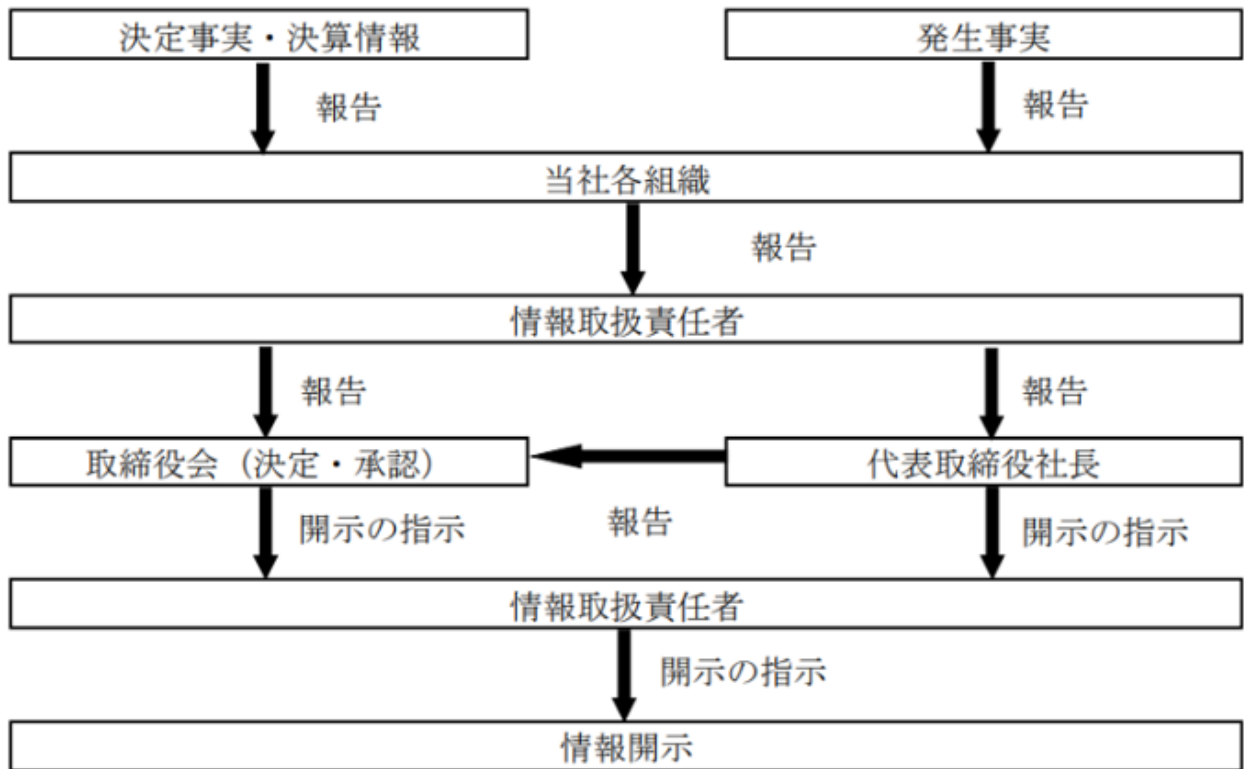 決定事実・決算情報
発生事実
報告
報告
当社各組織
報告
情報取扱責任者
報告
報告
取締役会（決定・承認）
代表取締役社長
報告
開示の指示
開示の指示
情報取扱責任者
開示の指示
情報開示